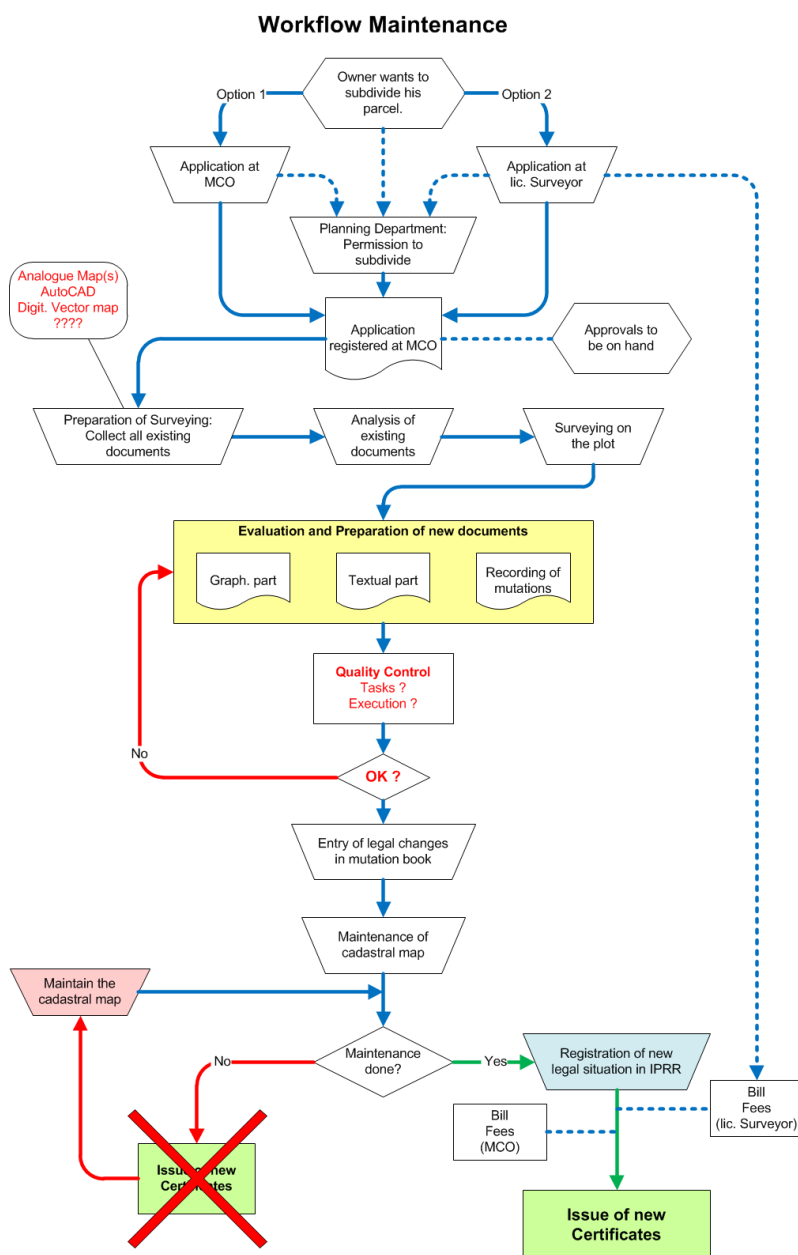 Workflow Maintenance
Owner wants to
subdivide his
parcel.
Option 1
Option 2
Application at
MCO
Application at
lic. Surveyor
Planning Department:
Permission to
subdivide
Analogue Map(s)
AutoCAD
Digit. Vector map
????
Application
registered at MCO
Approvals to
be on hand
Preparation of Surveying:
Collect all existing
documents
Analysis of
existing
documents
Surveying on
the plot
Evaluation and Preparation of new documents
Graph. part
Textual part
Recording of
mutations
Quality Control
Tasks ?
Execution ?
No
OK ?
Entry of legal changes
in mutation book
Maintenance of
cadastral map
Maintain the
cadastral map
No
Maintenance
done?
Yes
Registration of new
legal situation in IPRR
Bill
Fees
(lic. Surveyor)
Bill
Fees
(MCO)
Issue of new
Certificates
Issue of new
Certificates